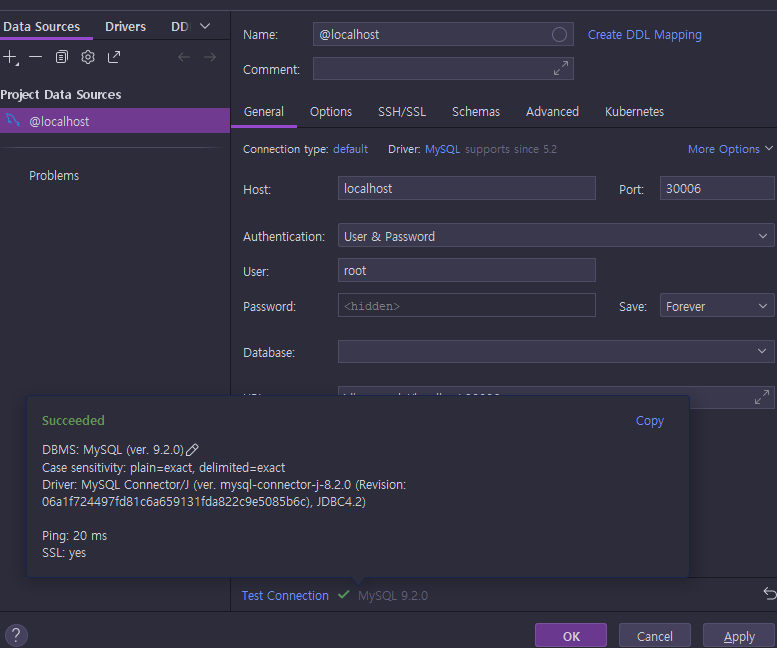 Data Sources Drivers DD
Project Data Sources
@localhost
Problems
Name: @localhost Create DDL Mapping
Comment:
General Options SSH/SSL Schemas Advanced Kubernetes
Connection type: default Driver: MySQL supports since 5.2 More Options
Host: localhost Port: 30006
Authentication: User & Password
User: root
Password: <hidden> Save: Forever
Database:
Succeeded Copy
DBMS: MySQL (ver. 9.2.0)
Case sensitivity: plain=exact, delimited=exact
Driver: MySQL Connector/J (ver. mysql-connector-j-8.2.0 (Revision:
06a1f724497fd81c6a659131fda822c9e5085b6c), JDBC4.2)
Ping: 20 ms
SSL: yes
Test Connection MySQL 9.2.0
? OK Cancel Apply